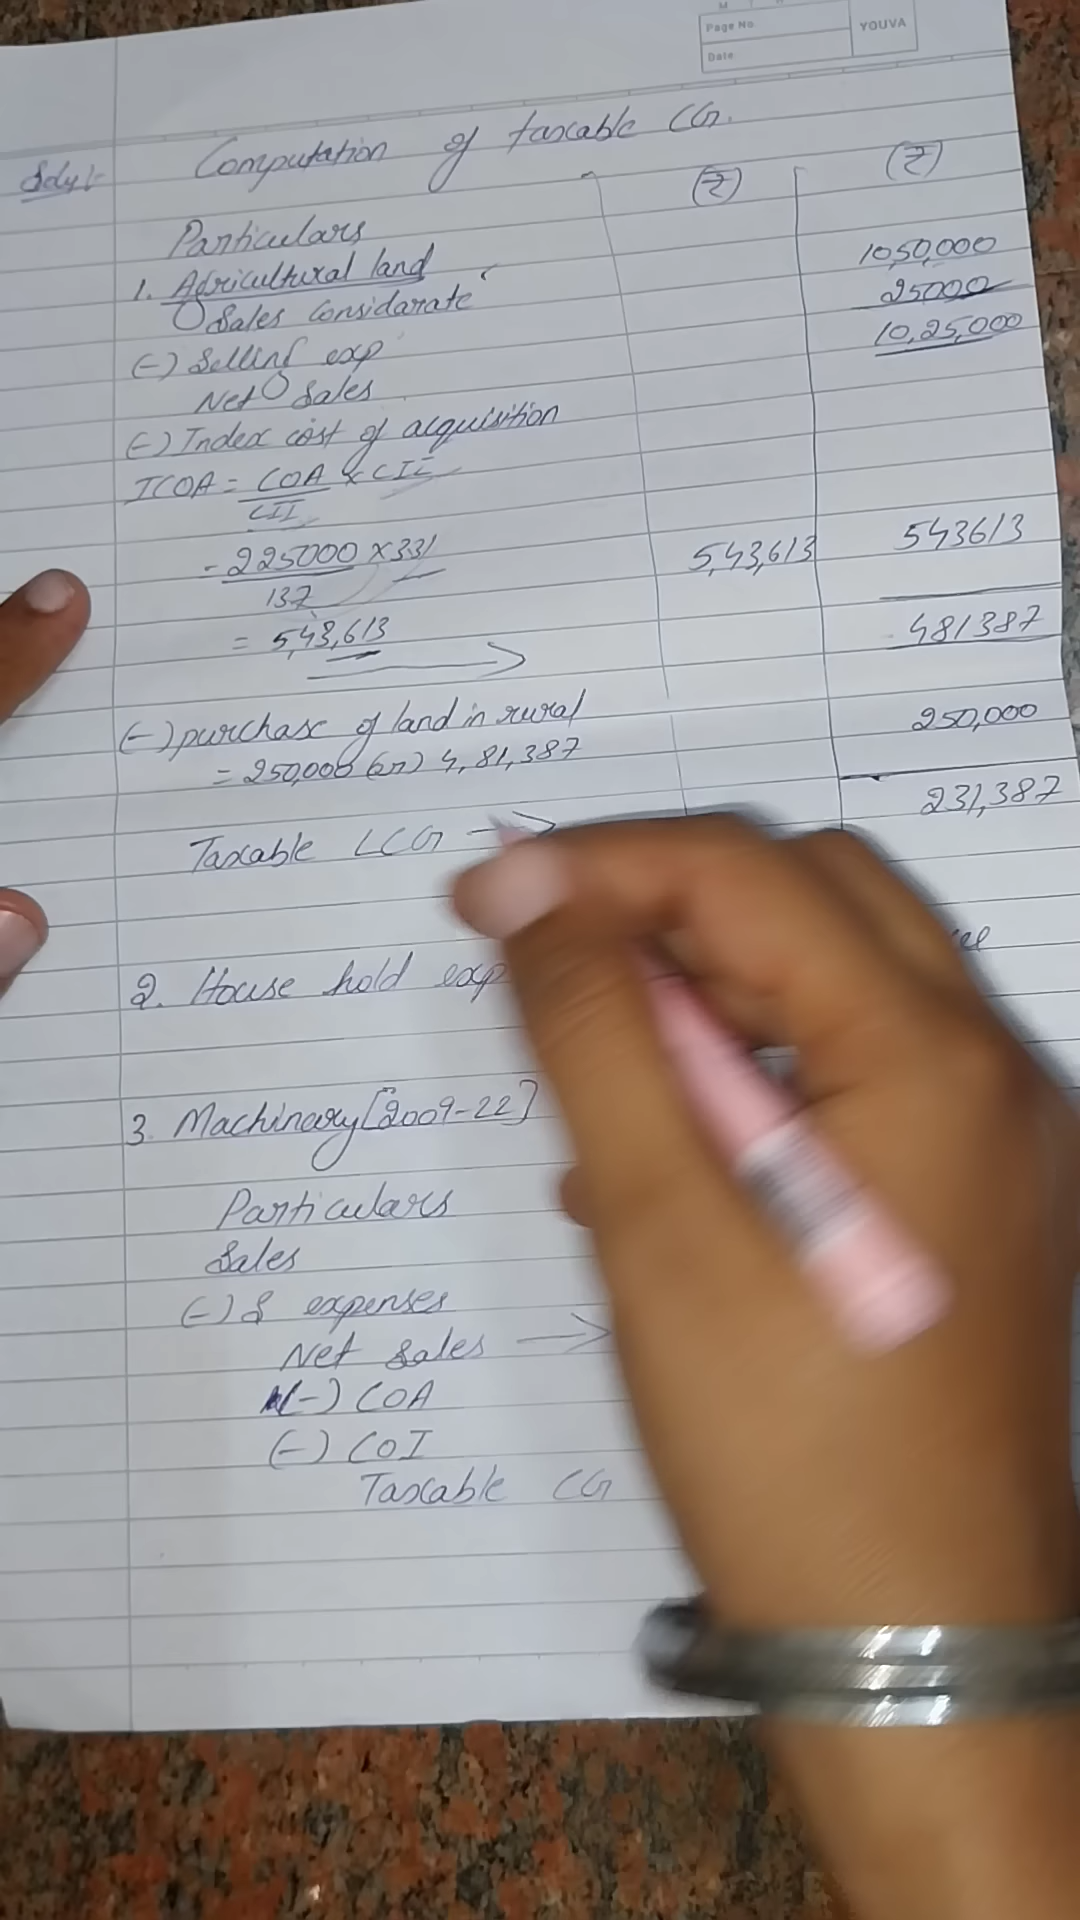 Page No
YOUVA
Date
Soln:-
Computation of taxable CG.
Particulars (₹) (₹)
1. Agricultural land
Sales Considarate 10,50,000
(-) Selling exp 25000
Net Sales 10,25,000
(-) Index cost of acquisition
ICOA = COA × CII
CII
= 225000 × 331 5,43,613 543613
137
= 5,43,613 481387
(-) purchase of land in rural 250,000
= 250,000 (or) 4,81,387
Taxable LCG → 231,387
2. House hold exp
3. Machinary [2009-22]
Particulars
Sales
(-) S expenses
Net sales →
(-) COA
(-) COI
Taxable CG